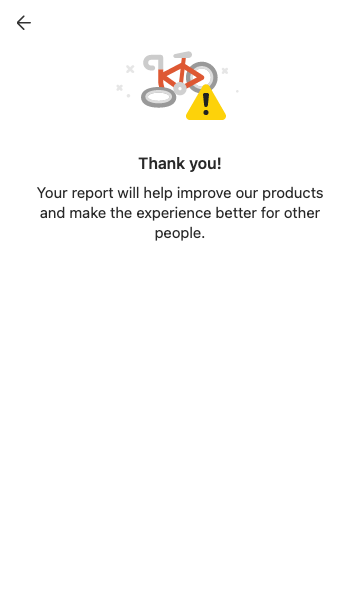 Thank you!
Your report will help improve our products
and make the experience better for other
people.